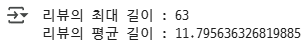 리뷰의 최대 길이 : 63
리뷰의 평균 길이 : 11.795636326819885